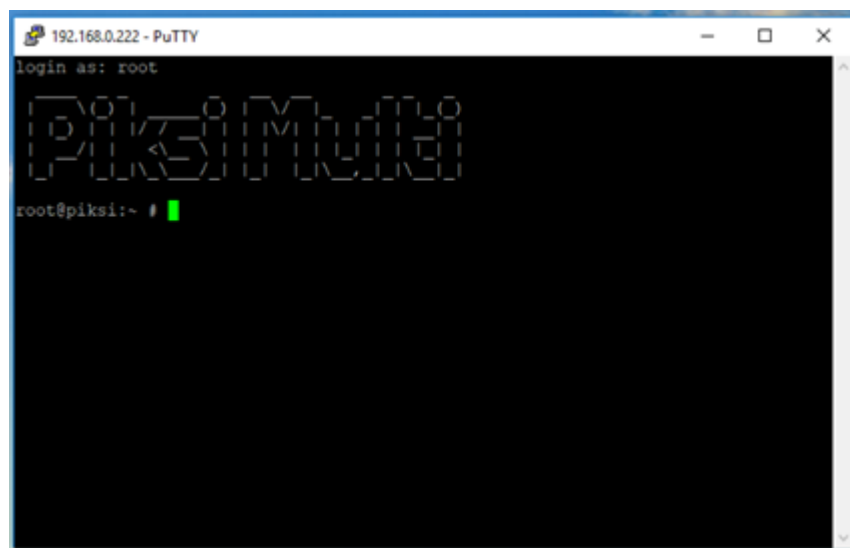 192.168.0.222 - PuTTY
login as: root
Piksi Multi
root@piksi:~ #